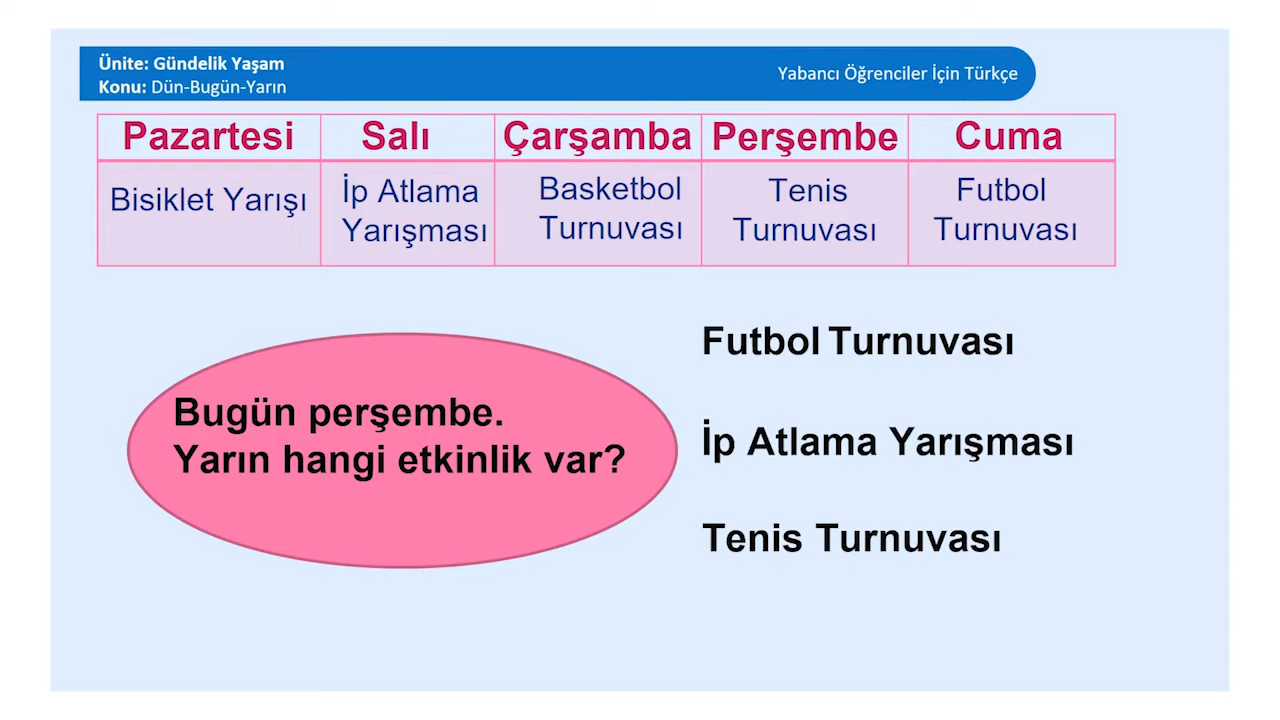 Ünite: Gündelik Yaşam
Konu: Dün-Bugün-Yarın
Yabancı Öğrenciler İçin Türkçe
Pazartesi Salı Çarşamba Perşembe Cuma
Bisiklet Yarışı
İp Atlama
Yarışması
Basketbol
Turnuvası
Tenis
Turnuvası
Futbol
Turnuvası
Bugün perşembe.
Yarın hangi etkinlik var?
Futbol Turnuvası
İp Atlama Yarışması
Tenis Turnuvası